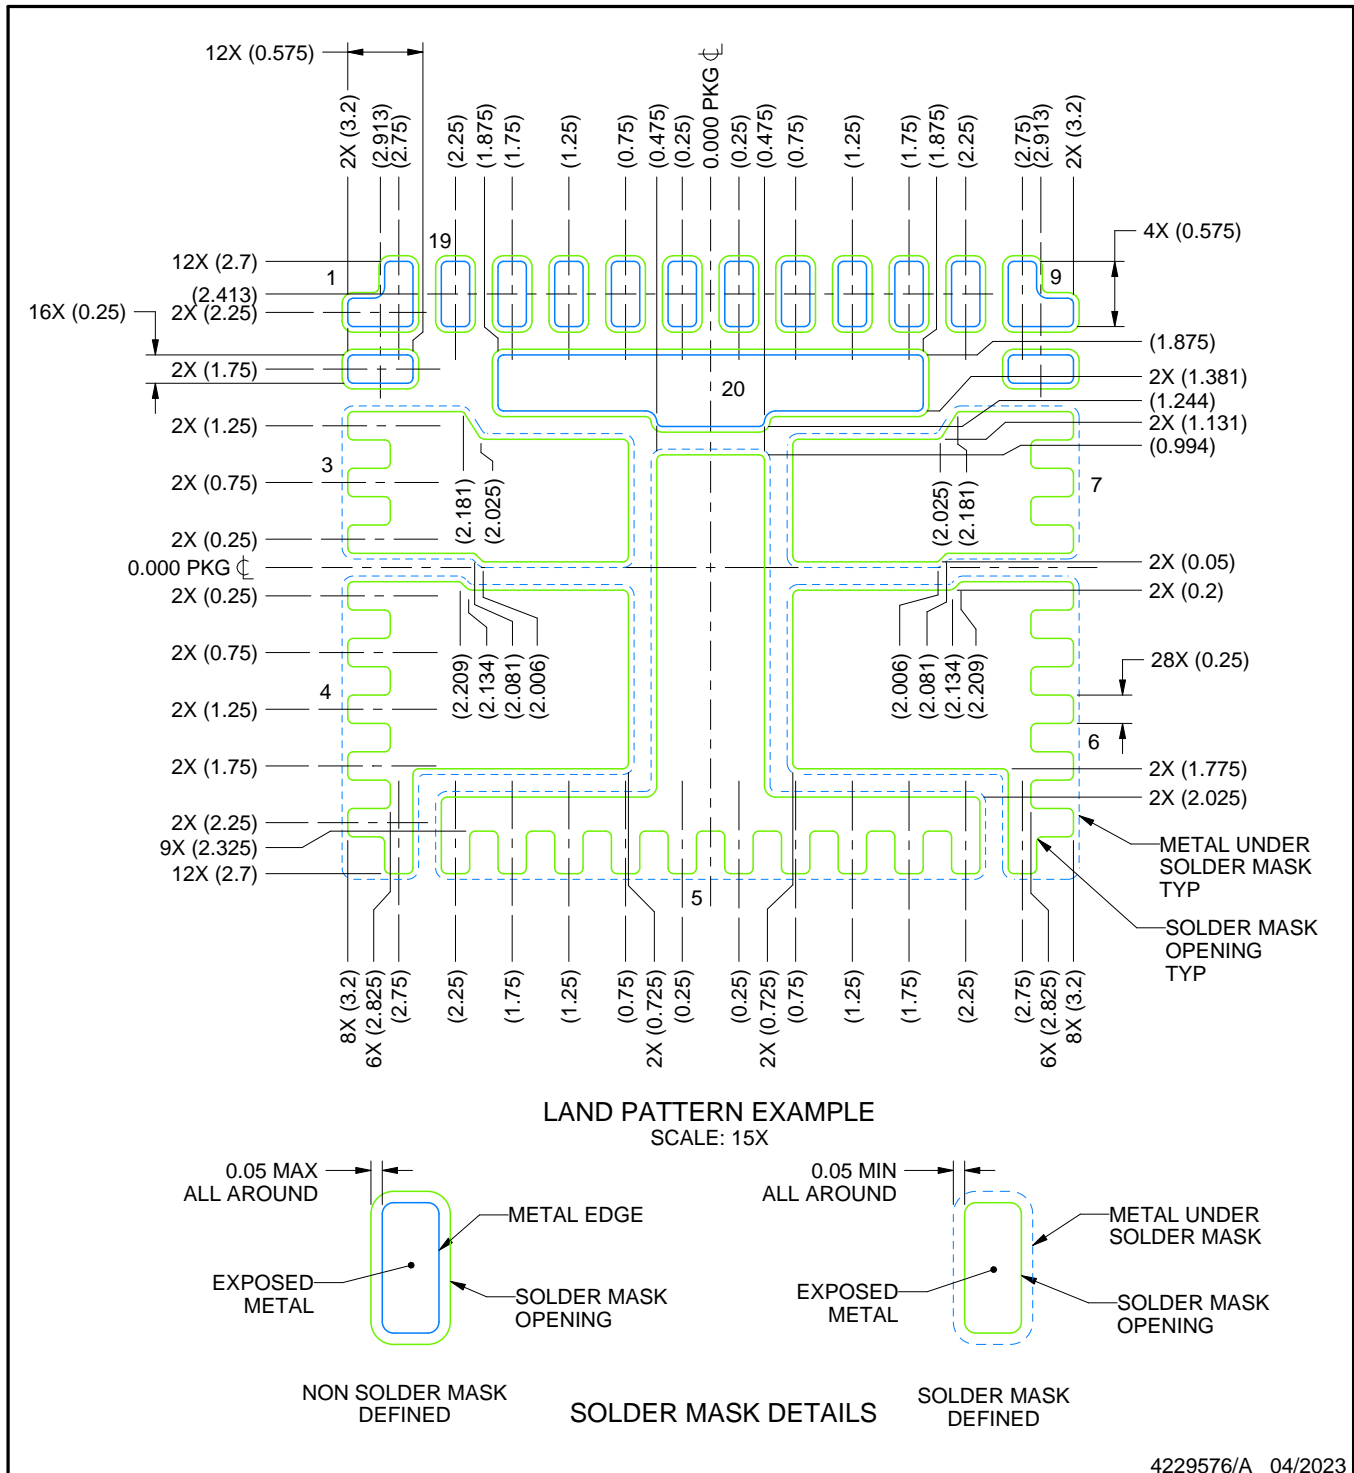 12X (0.575)
2X (3.2)
(2.913)
(2.75)
(2.25)
(1.875)
(1.75)
(1.25)
(0.75)
(0.475)
(0.25)
0.000 PKG ℄
(0.25)
(0.475)
(0.75)
(1.25)
(1.75)
(1.875)
(2.25)
(2.75)
(2.913)
2X (3.2)
19
1
9
12X (2.7)
(2.413)
2X (2.25)
16X (0.25)
2X (1.75)
2X (1.25)
3
2X (0.75)
2X (0.25)
0.000 PKG ℄
2X (0.25)
2X (0.75)
4
2X (1.25)
2X (1.75)
2X (2.25)
9X (2.325)
12X (2.7)
4X (0.575)
(1.875)
20
2X (1.381)
(1.244)
2X (1.131)
(0.994)
7
(2.181)
(2.025)
(2.025)
(2.181)
2X (0.05)
2X (0.2)
(2.209)
(2.134)
(2.081)
(2.006)
(2.006)
(2.081)
(2.134)
(2.209)
28X (0.25)
6
2X (1.775)
2X (2.025)
METAL UNDER
SOLDER MASK
TYP
SOLDER MASK
OPENING
TYP
5
8X (3.2)
6X (2.825)
(2.75)
(2.25)
(1.75)
(1.25)
(0.75)
2X (0.725)
(0.25)
(0.25)
2X (0.725)
(0.75)
(1.25)
(1.75)
(2.25)
(2.75)
6X (2.825)
8X (3.2)
LAND PATTERN EXAMPLE
SCALE: 15X
0.05 MAX
ALL AROUND
METAL EDGE
EXPOSED
METAL
SOLDER MASK
OPENING
NON SOLDER MASK
DEFINED
0.05 MIN
ALL AROUND
METAL UNDER
SOLDER MASK
EXPOSED
METAL
SOLDER MASK
OPENING
SOLDER MASK
DEFINED
SOLDER MASK DETAILS
4229576/A 04/2023